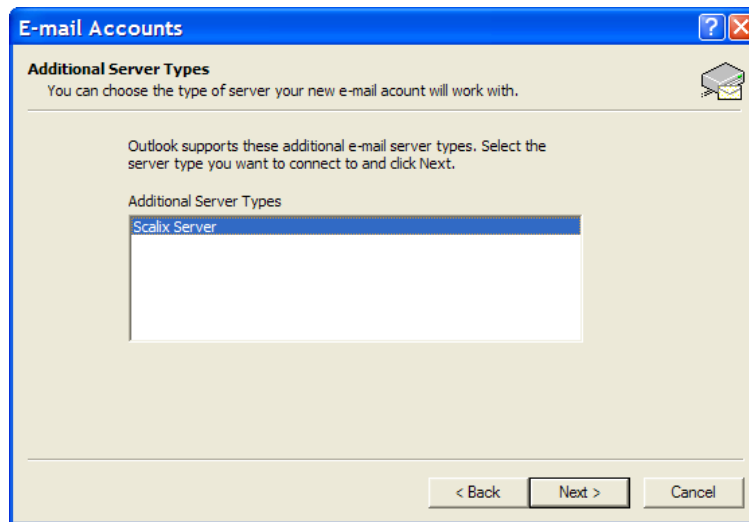 E-mail Accounts
Additional Server Types
You can choose the type of server your new e-mail acount will work with.
Outlook supports these additional e-mail server types. Select the
server type you want to connect to and click Next.
Additional Server Types
Scalix Server
< Back Next > Cancel